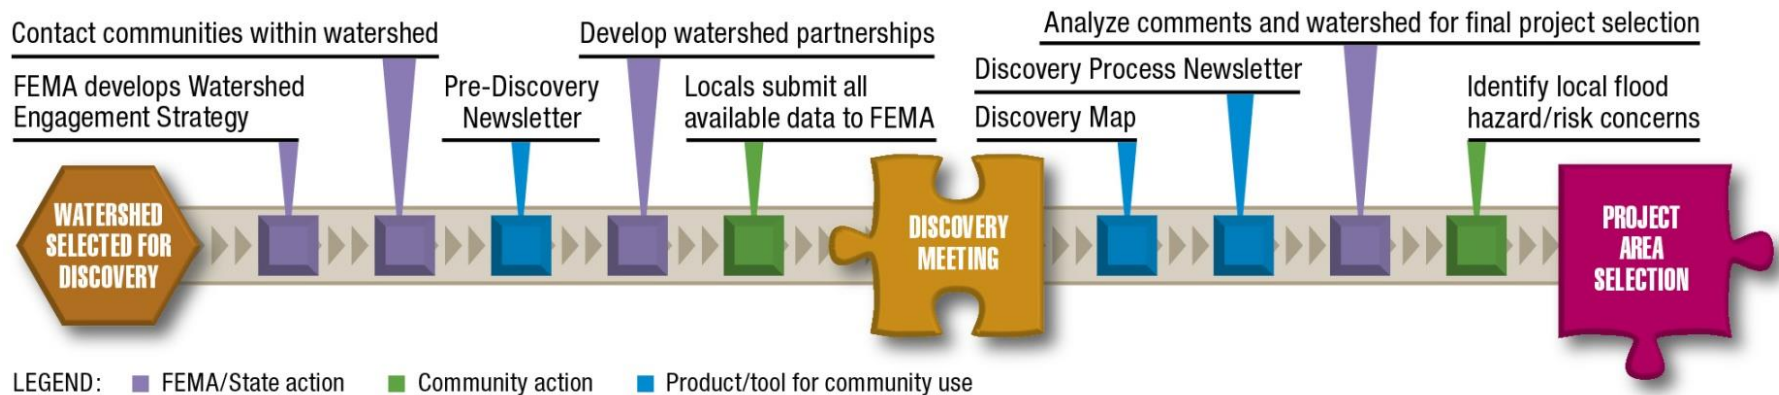 Contact communities within watershed
FEMA develops Watershed
Engagement Strategy
Pre-Discovery
Newsletter
Develop watershed partnerships
Locals submit all
available data to FEMA
Analyze comments and watershed for final project selection
Discovery Process Newsletter
Discovery Map
Identify local flood
hazard/risk concerns
WATERSHED
SELECTED FOR
DISCOVERY
DISCOVERY
MEETING
PROJECT
AREA
SELECTION
LEGEND: FEMA/State action Community action Product/tool for community use